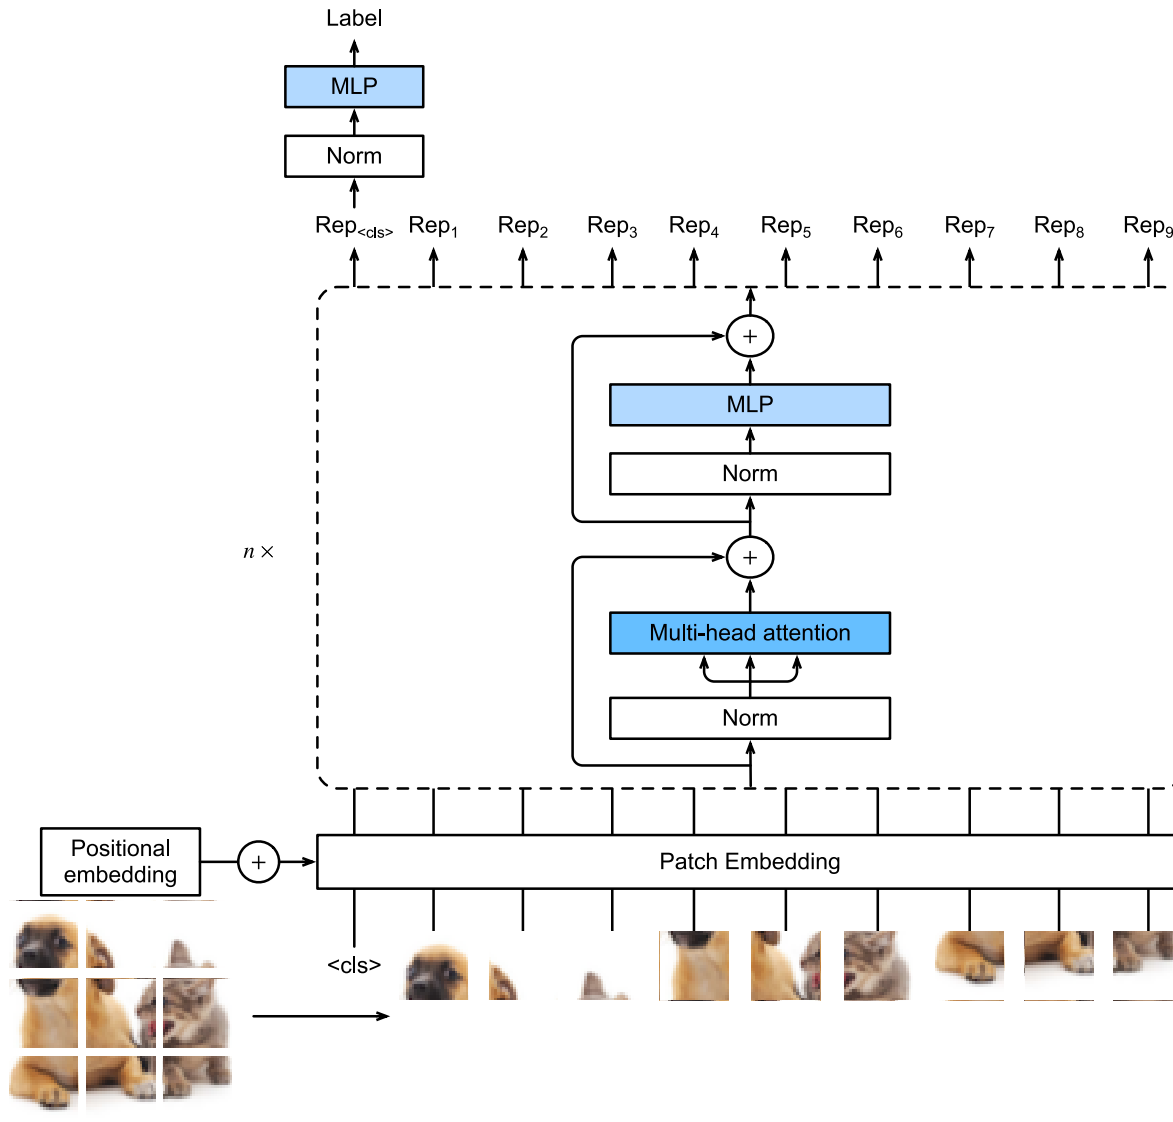 Label
MLP
Norm
Rep<cls> Rep1 Rep2 Rep3 Rep4 Rep5 Rep6 Rep7 Rep8 Rep9
+
MLP
Norm
n ×
+
Multi-head attention
Norm
Positional
embedding
+
Patch Embedding
<cls>